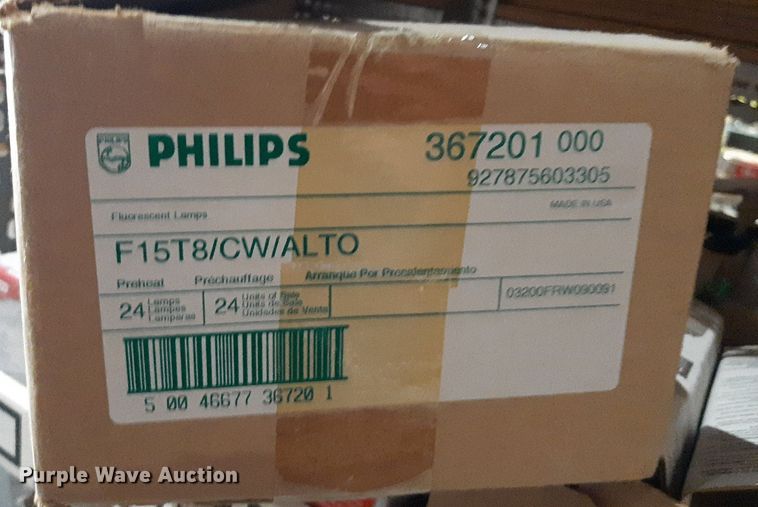 PHILIPS
367201 000
927875603305
MADE IN USA
Fluorescent Lamps
F15T8/CW/ALTO
Preheat Préchauffage Arranque Por Precalentamiento
24 Lamps Lampes Lamparas
24 Units of Sale Units de Sale Unidades de Venta
03200FRW090091
5 00 46677 36720 1
Purple Wave Auction